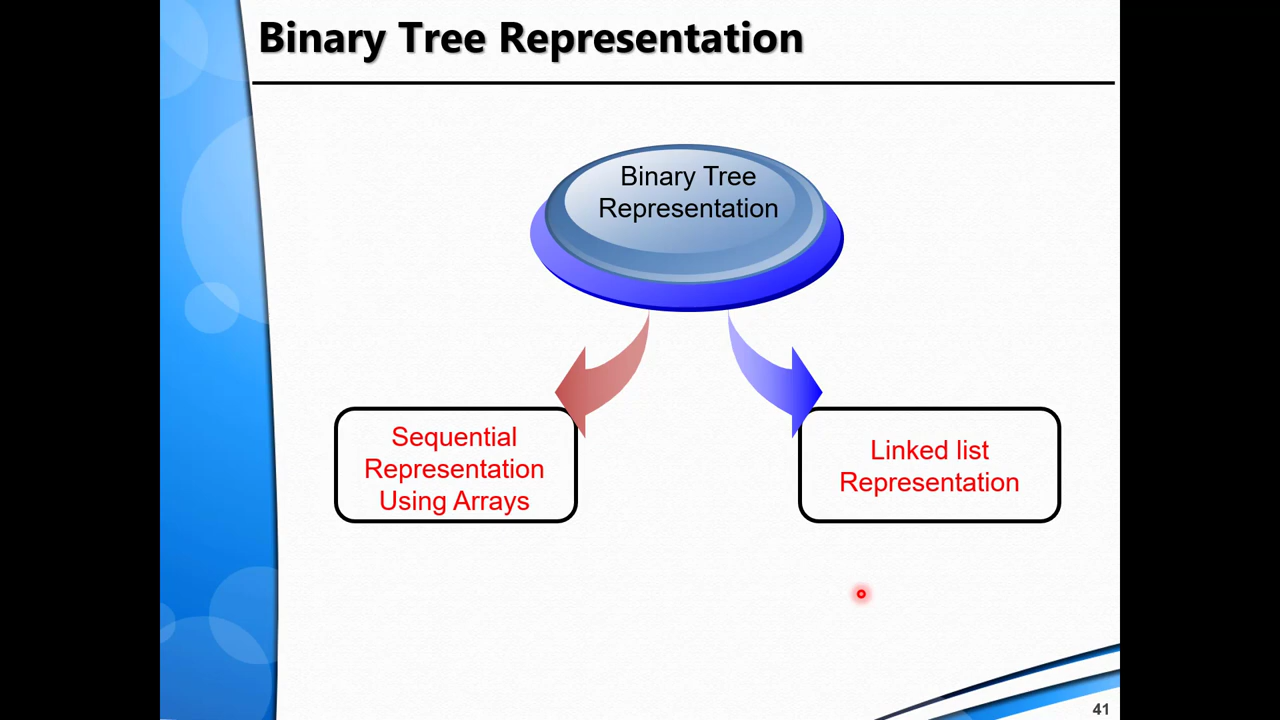 Binary Tree Representation
Binary Tree
Representation
Sequential
Representation
Using Arrays
Linked list
Representation
41